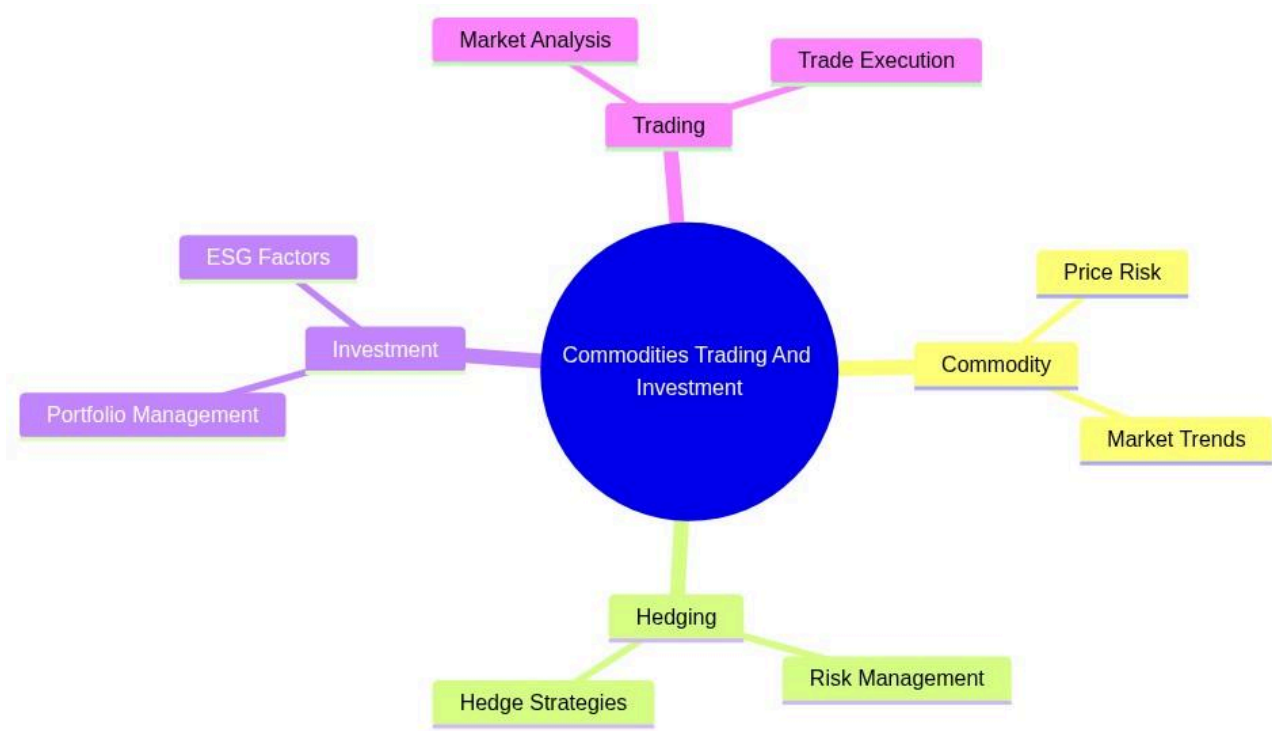 Market Analysis
Trade Execution
Trading
ESG Factors
Price Risk
Investment
Commodities Trading And
Investment
Commodity
Portfolio Management
Market Trends
Hedging
Risk Management
Hedge Strategies